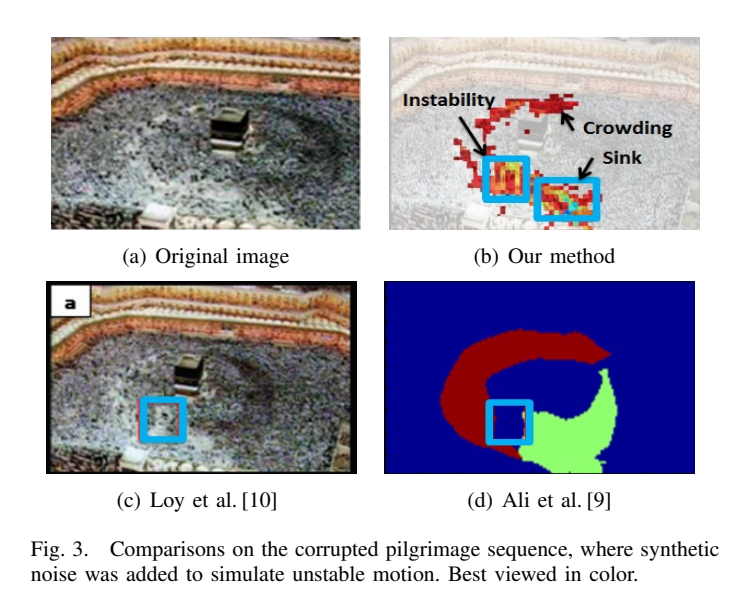 Instability
Crowding
Sink
(a) Original image
(b) Our method
a
(c) Loy et al. [10]
(d) Ali et al. [9]
Fig. 3. Comparisons on the corrupted pilgrimage sequence, where synthetic
noise was added to simulate unstable motion. Best viewed in color.